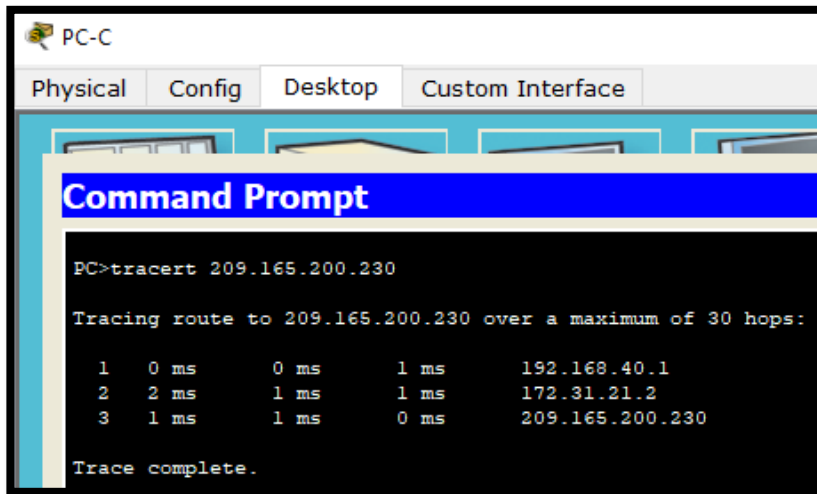 PC-C
Physical Config Desktop Custom Interface
Command Prompt
PC>tracert 209.165.200.230
Tracing route to 209.165.200.230 over a maximum of 30 hops:
1 0 ms 0 ms 1 ms 192.168.40.1
2 2 ms 1 ms 1 ms 172.31.21.2
3 1 ms 1 ms 0 ms 209.165.200.230
Trace complete.